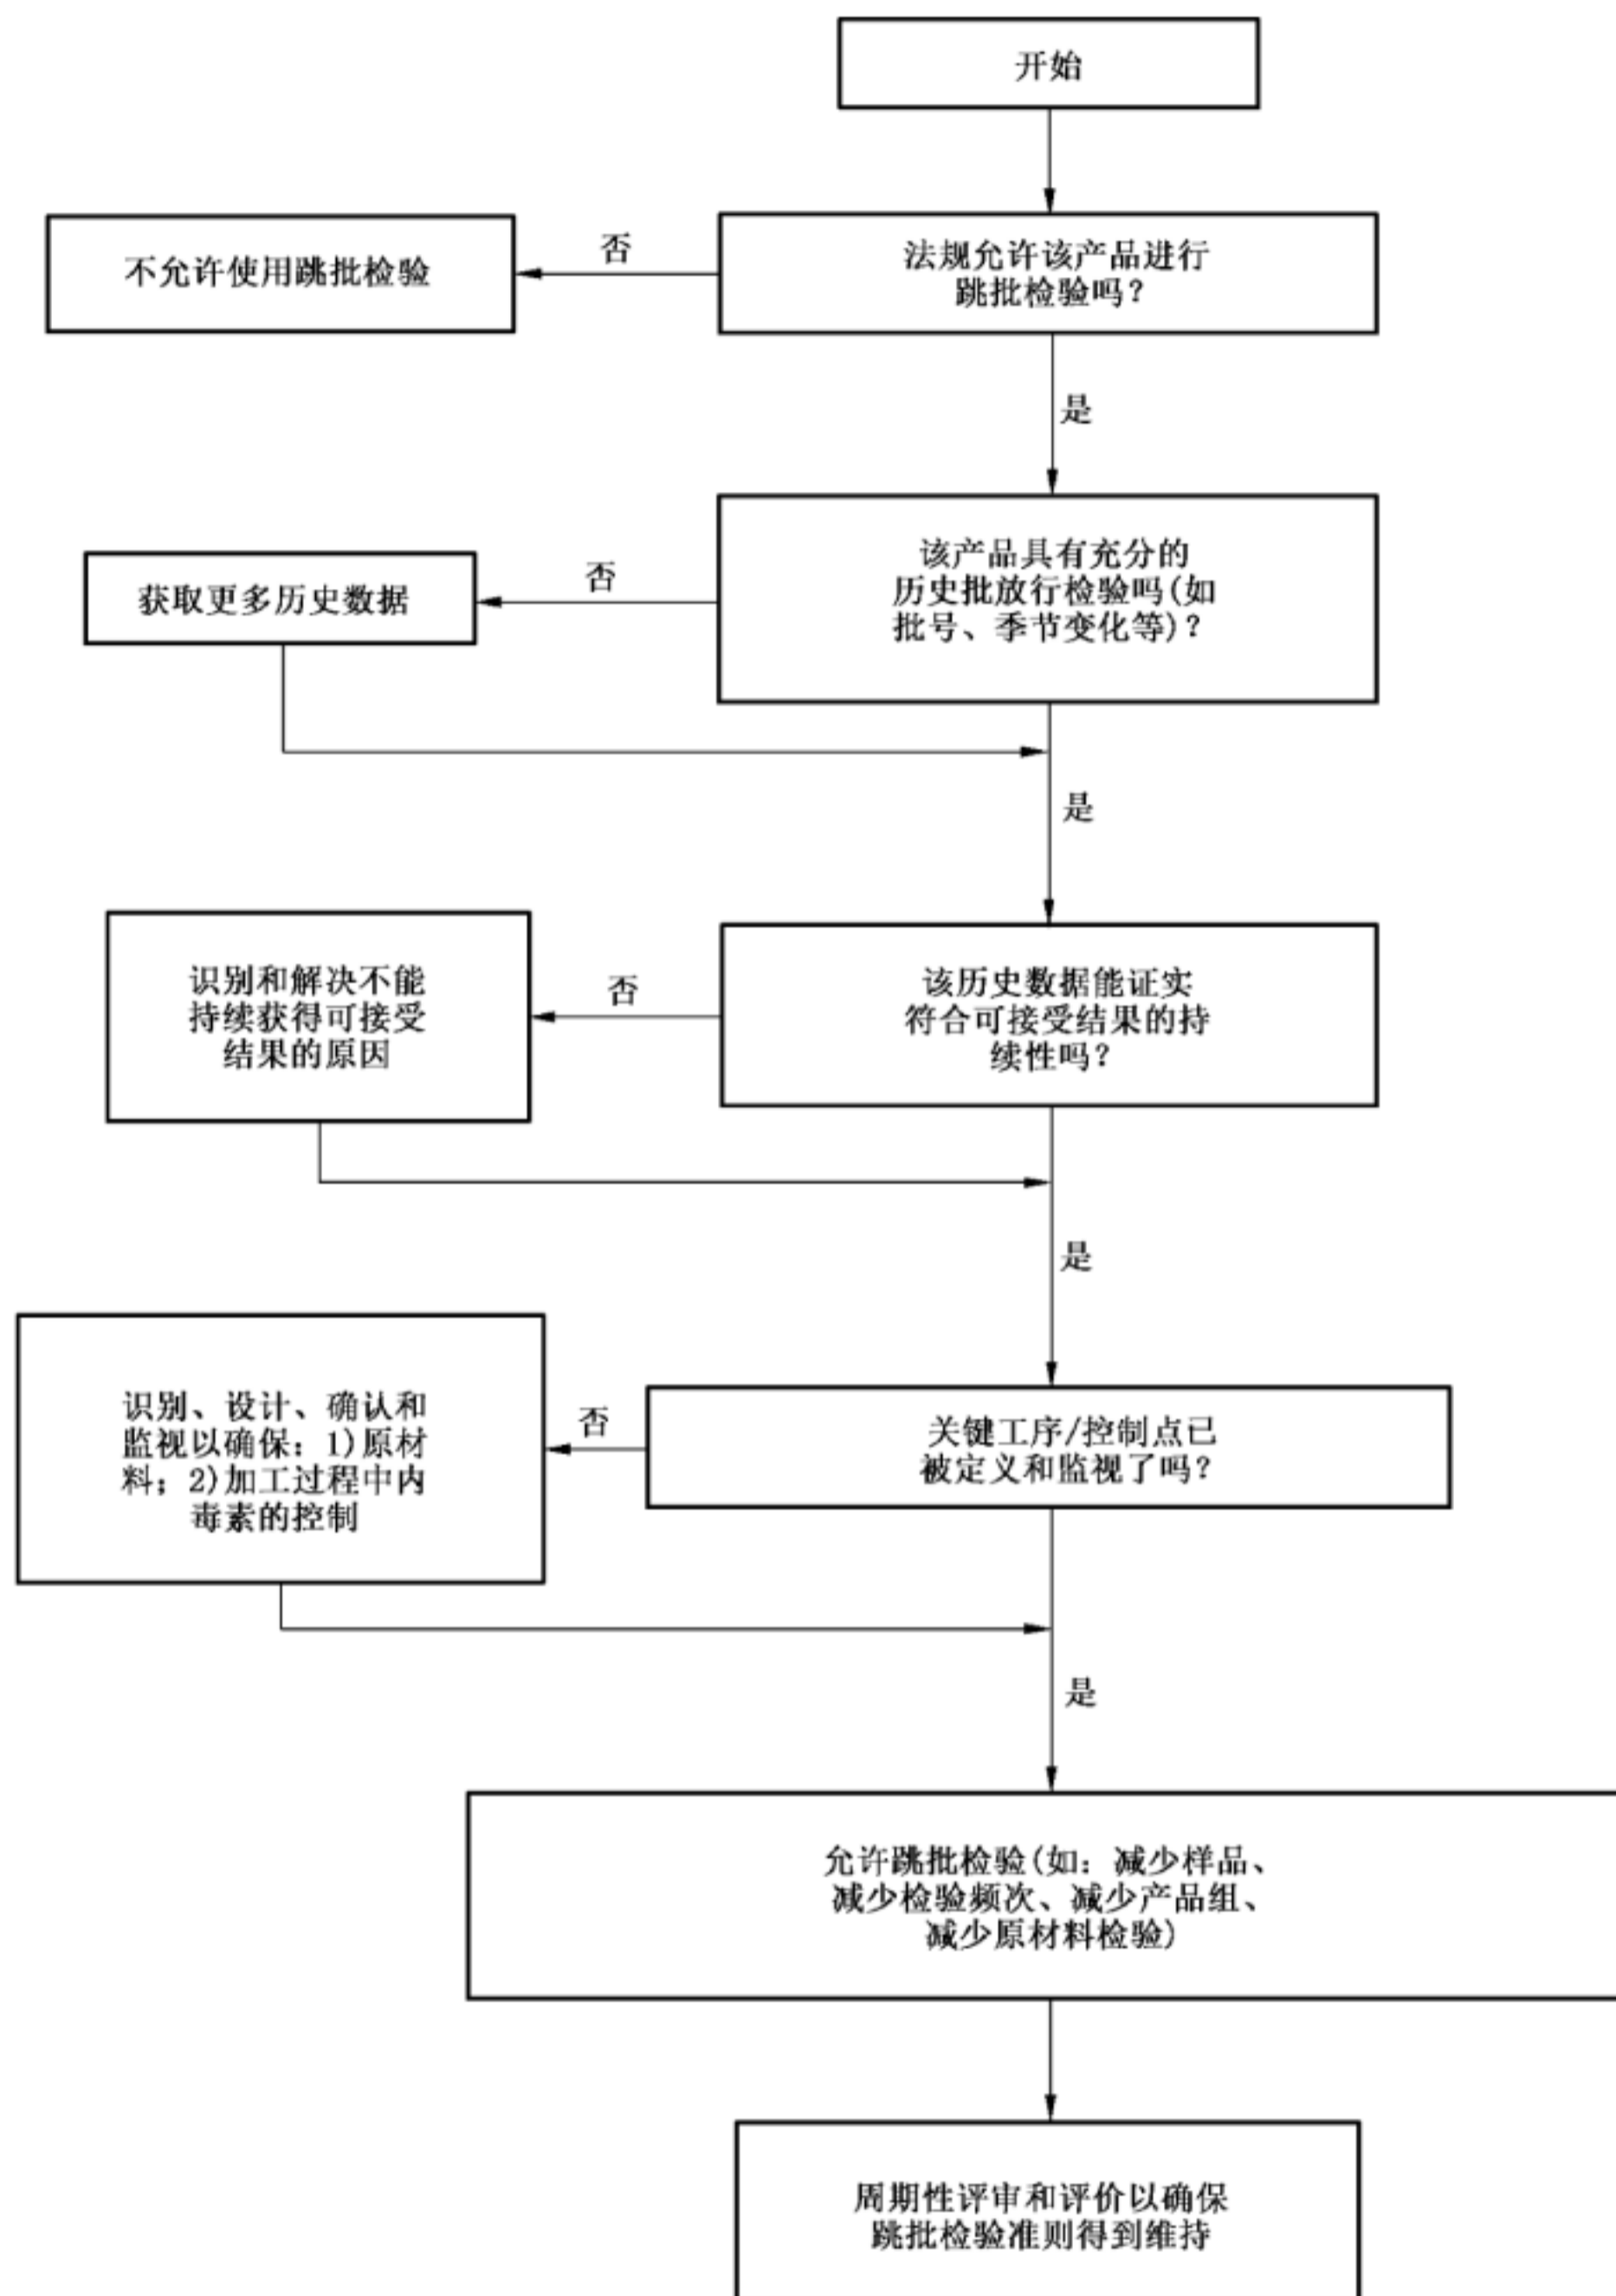 开始
法规允许该产品进行
跳批检验吗？
否
不允许使用跳批检验
是
该产品具有充分的
历史批放行检验吗(如
批号、季节变化等)？
否
获取更多历史数据
是
该历史数据能证实
符合可接受结果的持
续性吗？
否
识别和解决不能
持续获得可接受
结果的原因
是
关键工序/控制点已
被定义和监视了吗？
否
识别、设计、确认和
监视以确保：1)原材
料；2)加工过程中内
毒素的控制
是
允许跳批检验(如：减少样品、
减少检验频次、减少产品组、
减少原材料检验)
周期性评审和评价以确保
跳批检验准则得到维持